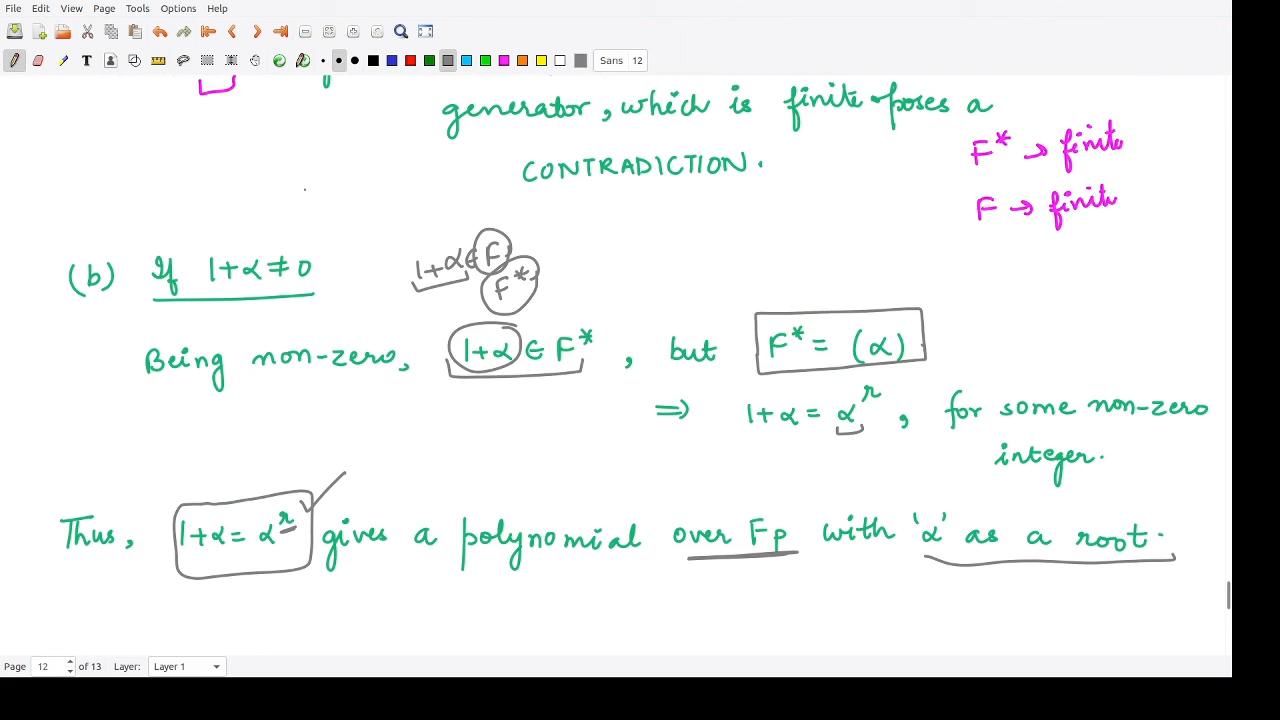 File Edit View Page Tools Options Help
T Sans 12
generator, which is finite poses a
CONTRADICTION.
F* → finite
F → finite
(b) If 1+α≠0
1+α∈F
F*
Being non-zero, 1+α ∈ F* , but F* = (α)
⇒ 1+α = α^r , for some non-zero
integer.
Thus, 1+α = α^r gives a polynomial over Fp with 'α' as a root.
Page 12 of 13 Layer: Layer 1